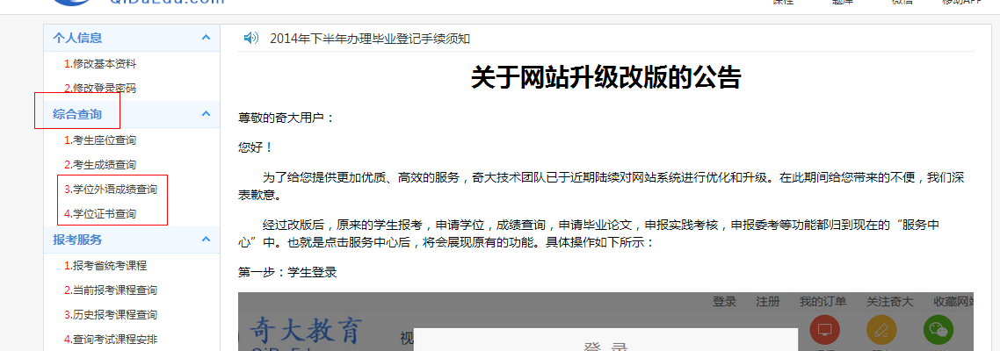 QiDaEdu.com
课程 题库 微信 移动APP
个人信息
1.修改基本资料
2.修改登录密码
综合查询
1.考生座位查询
2.考生成绩查询
3.学位外语成绩查询
4.学位证书查询
报考服务
1.报考省统考课程
2.当前报考课程查询
3.历史报考课程查询
4.查询考试课程安排
2014年下半年办理毕业登记手续须知
关于网站升级改版的公告
尊敬的奇大用户：
您好！
为了给您提供更加优质、高效的服务，奇大技术团队已于近期陆续对网站系统进行优化和升级。在此期间给您带来的不便，我们深
表歉意。
经过改版后，原来的学生报考，申请学位，成绩查询，申请毕业论文，申报实践考核，申报委考等功能都归到现在的“服务中
心”中。也就是点击服务中心后，将会展现原有的功能。具体操作如下所示：
第一步：学生登录
登录 注册 我的订单 关注奇大 收藏网站
奇大教育
视
登 录